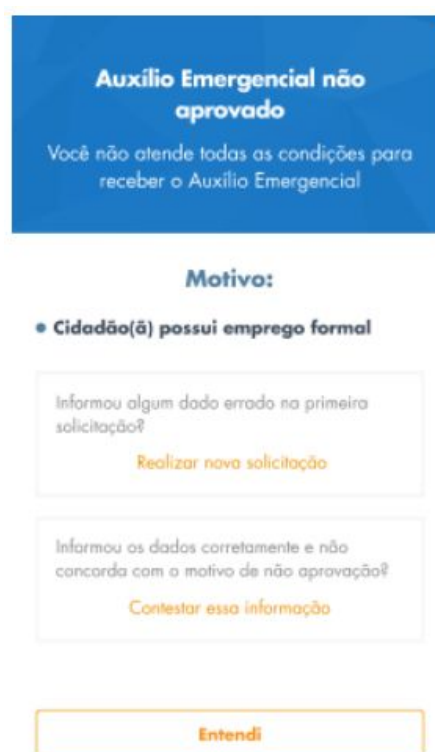 Auxílio Emergencial não
aprovado
Você não atende todas as condições para
receber o Auxílio Emergencial
Motivo:
• Cidadão(ã) possui emprego formal
Informou algum dado errado na primeira
solicitação?
Realizar nova solicitação
Informou os dados corretamente e não
concorda com o motivo de não aprovação?
Contestar essa informação
Entendi